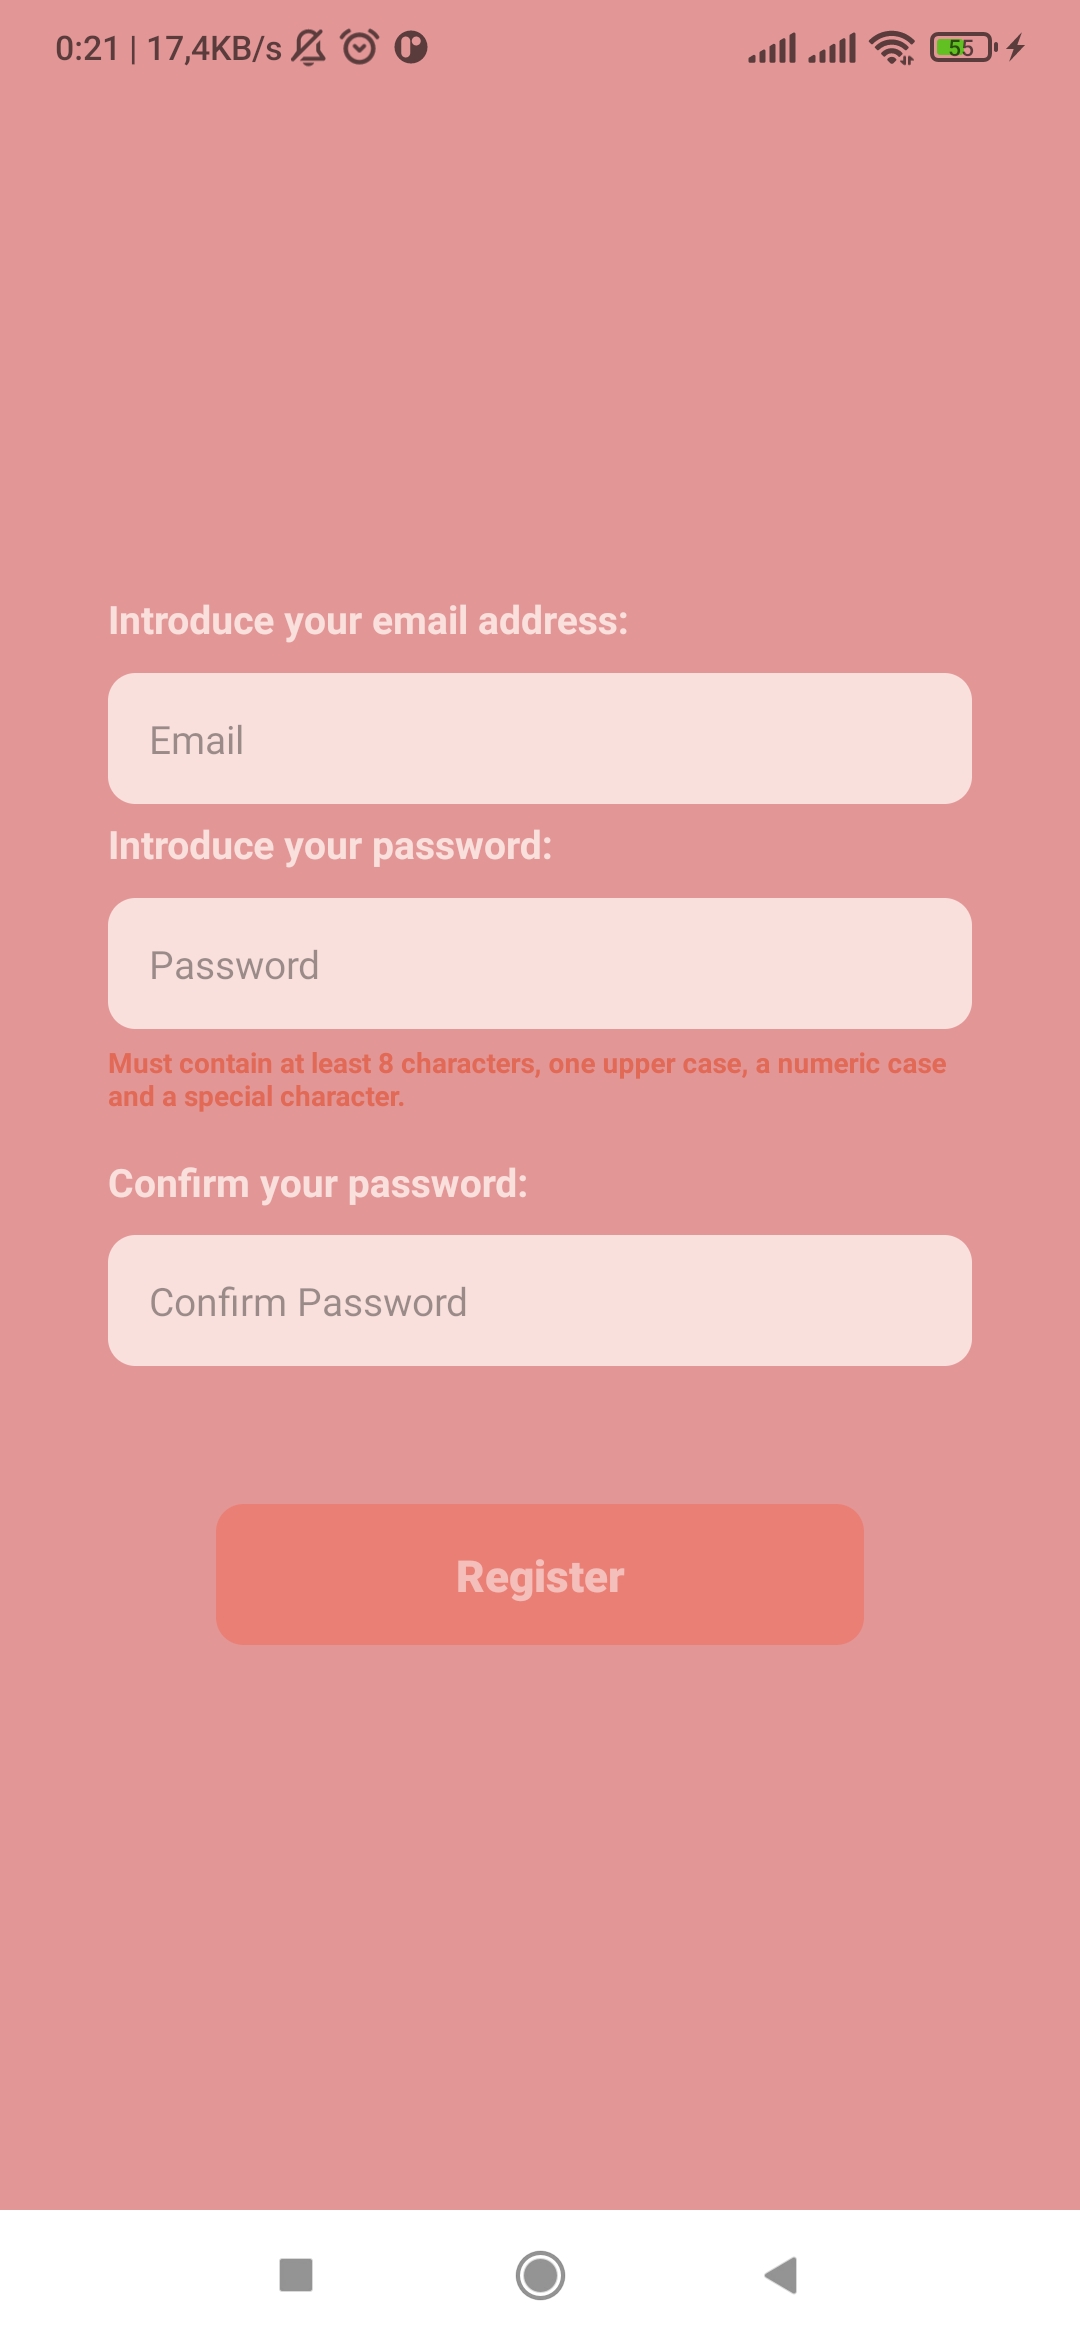 0:21 | 17,4KB/s
55
Introduce your email address:
Email
Introduce your password:
Password
Must contain at least 8 characters, one upper case, a numeric case
and a special character.
Confirm your password:
Confirm Password
Register